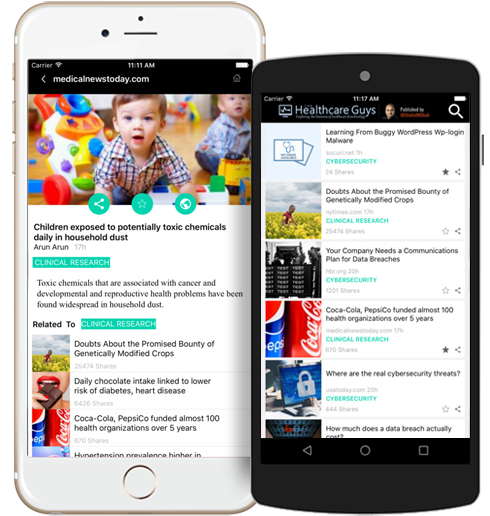 Carrier 11:11 AM
medicalnewstoday.com
Children exposed to potentially toxic chemicals
daily in household dust
Arun Arun 17h
CLINICAL RESEARCH
Toxic chemicals that are associated with cancer and
developmental and reproductive health problems have been
found widespread in household dust.
Related To CLINICAL RESEARCH
Doubts About the Promised Bounty of
Genetically Modified Crops
25474 Shares
Daily chocolate intake linked to lower
risk of diabetes, heart disease
6426 Shares
Coca-Cola, PepsiCo funded almost 100
health organizations over 5 years
670 Shares
Hypertension prevalence higher in
Carrier 11:17 AM
Healthcare Guys
Published by
Learning From Buggy WordPress Wp-login
Malware
sucuri.net 1h
CYBERSECURITY
24 Shares
Doubts About the Promised Bounty of
Genetically Modified Crops
nytimes.com 17h
CLINICAL RESEARCH
25474 Shares
Your Company Needs a Communications
Plan for Data Breaches
hbr.org 20h
CYBERSECURITY
1201 Shares
TEST TEST TEST
Coca-Cola, PepsiCo funded almost 100
health organizations over 5 years
medicalnewstoday.com 17h
CLINICAL RESEARCH
670 Shares
Coca-Cola
Where are the real cybersecurity threats?
usatoday.com 20h
CYBERSECURITY
444 Shares
How much does a data breach actually
cost?